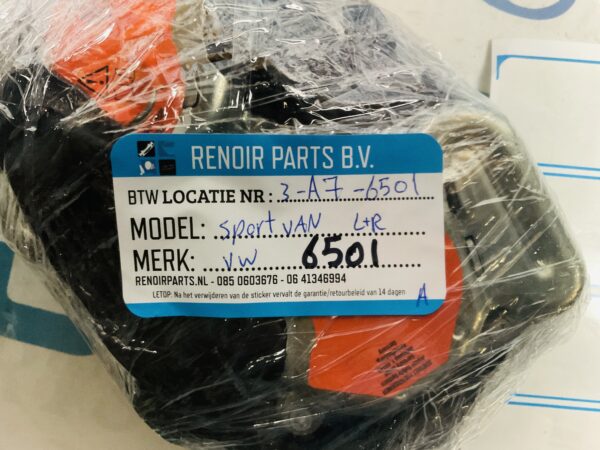 RENOIR PARTS B.V.
BTW LOCATIE NR : 3-A7-6501
MODEL: sport VAN L+R
MERK: VW 6501
RENOIRPARTS.NL - 085 0603676 - 06 41346994
LETOP: Na het verwijderen van de sticker vervalt de garantie/retourbeleid van 14 dagen
A